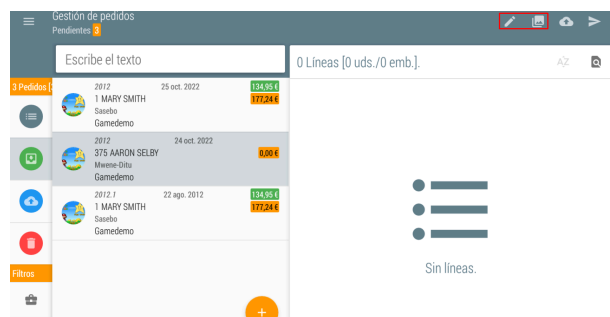 Gestión de pedidos
Pendientes 3
Escribe el texto
0 Líneas [0 uds./0 emb.].
AZ
3 Pedidos [
2012 25 oct. 2022 134,95 €
1 MARY SMITH 177,24 €
Sasebo
Gamedemo
2012 24 oct. 2022
375 AARON SELBY 0,00 €
Mwene-Ditu
Gamedemo
2012.1 22 ago. 2012 134,95 €
1 MARY SMITH 177,24 €
Sasebo
Gamedemo
Filtros
Sin líneas.